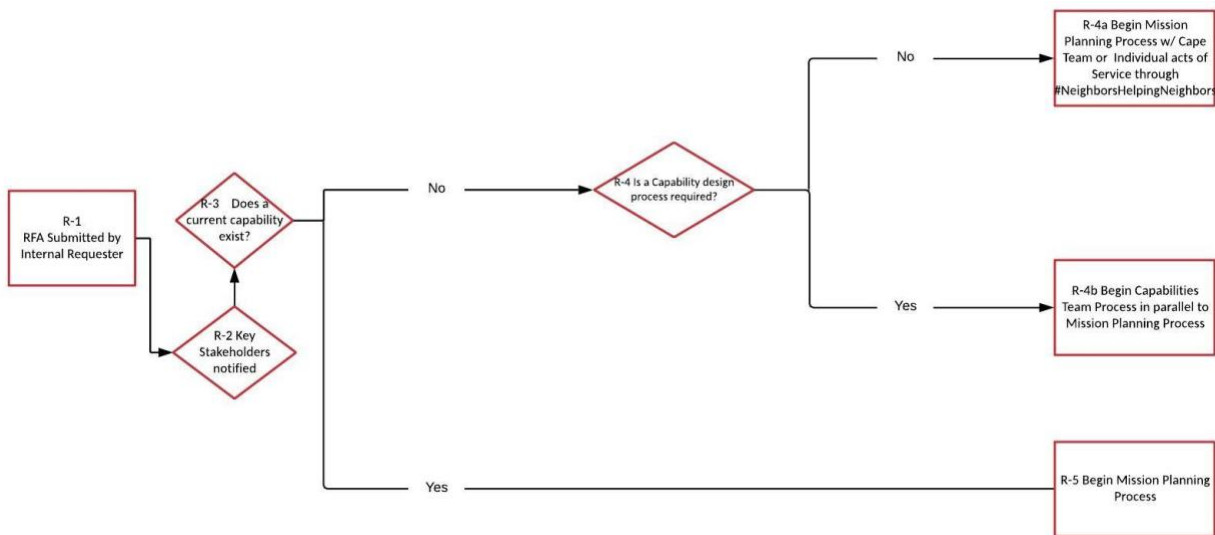 R-1
RFA Submitted by
Internal Requester
R-2 Key
Stakeholders
notified
R-3 Does a
current capability
exist?
No
Yes
R-4 Is a Capability design
process required?
No
Yes
R-4a Begin Mission
Planning Process w/ Cape
Team or Individual acts of
Service through
#NeighborsHelpingNeighbors
R-4b Begin Capabilities
Team Process in parallel to
Mission Planning Process
R-5 Begin Mission Planning
Process